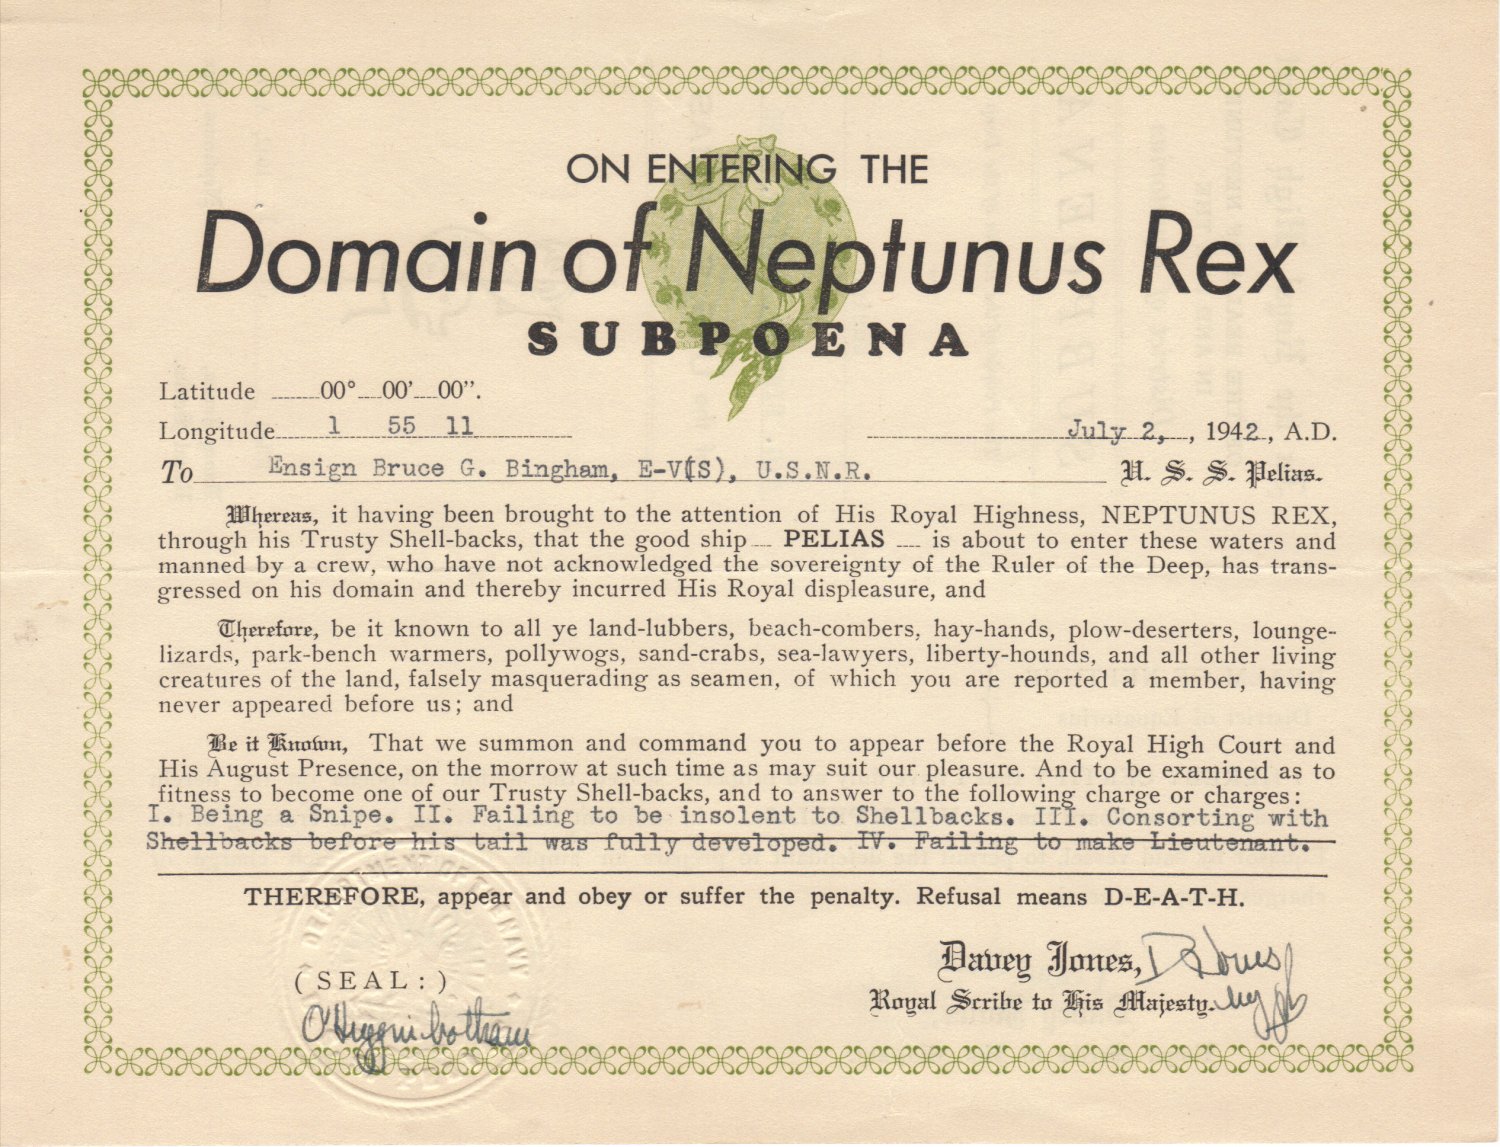 ON ENTERING THE
Domain of Neptunus Rex
SUBPOENA
Latitude 00° 00' 00".
Longitude 1 55 11 July 2, , 1942, A.D.
To Ensign Bruce G. Bingham, E-V(S), U.S.N.R. U. S. S. Pelias.
Whereas, it having been brought to the attention of His Royal Highness, NEPTUNUS REX,
through his Trusty Shell-backs, that the good ship PELIAS is about to enter these waters and
manned by a crew, who have not acknowledged the sovereignty of the Ruler of the Deep, has trans-
gressed on his domain and thereby incurred His Royal displeasure, and
Therefore, be it known to all ye land-lubbers, beach-combers, hay-hands, plow-deserters, lounge-
lizards, park-bench warmers, pollywogs, sand-crabs, sea-lawyers, liberty-hounds, and all other living
creatures of the land, falsely masquerading as seamen, of which you are reported a member, having
never appeared before us; and
Be it Known, That we summon and command you to appear before the Royal High Court and
His August Presence, on the morrow at such time as may suit our pleasure. And to be examined as to
fitness to become one of our Trusty Shell-backs, and to answer to the following charge or charges:
I. Being a Snipe. II. Failing to be insolent to Shellbacks. III. Consorting with
Shellbacks before his tail was fully developed. IV. Failing to make Lieutenant.
THEREFORE, appear and obey or suffer the penalty. Refusal means D-E-A-T-H.
DEPARTMENT OF THE NAVY
Davey Jones, D Jones
(SEAL:)
Royal Scribe to His Majesty.
O'Higginbotham